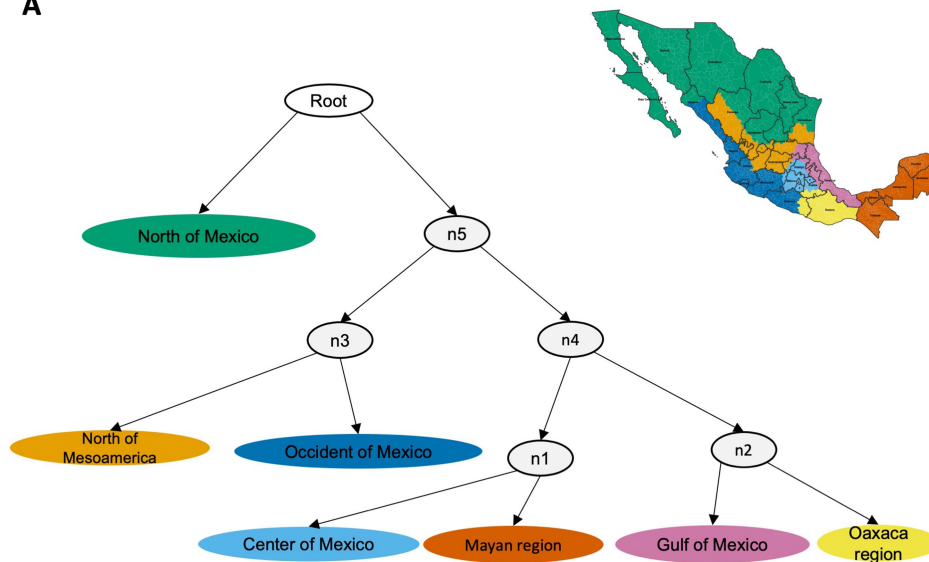 A
Root
North of Mexico
n5
n3
n4
North of
Mesoamerica
Occident of Mexico
n1
n2
Center of Mexico
Mayan region
Gulf of Mexico
Oaxaca
region